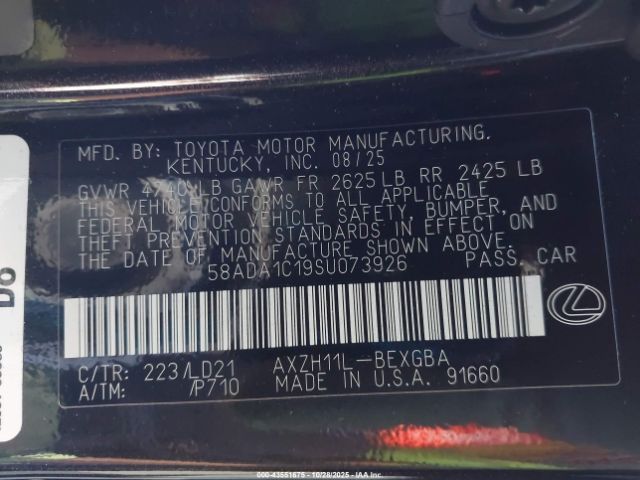 MFD. BY: TOYOTA MOTOR MANUFACTURING.
KENTUCKY, INC. 08/25
GVWR 4740 LB GAWR FR 2625 LB RR 2425 LB
THIS VEHICLE CONFORMS TO ALL APPLICABLE
FEDERAL MOTOR VEHICLE SAFETY, BUMPER, AND
THEFT PREVENTION STANDARDS IN EFFECT ON
THE DATE OF MANUFACTURE SHOWN ABOVE.
58ADA1C19SU073926 PASS. CAR
C/TR: 223/LD21 AXZH11L-BEXGBA
A/TM: /P710 MADE IN U.S.A. 91660
000-43551675 - 10/28/2025 - IAA Inc.